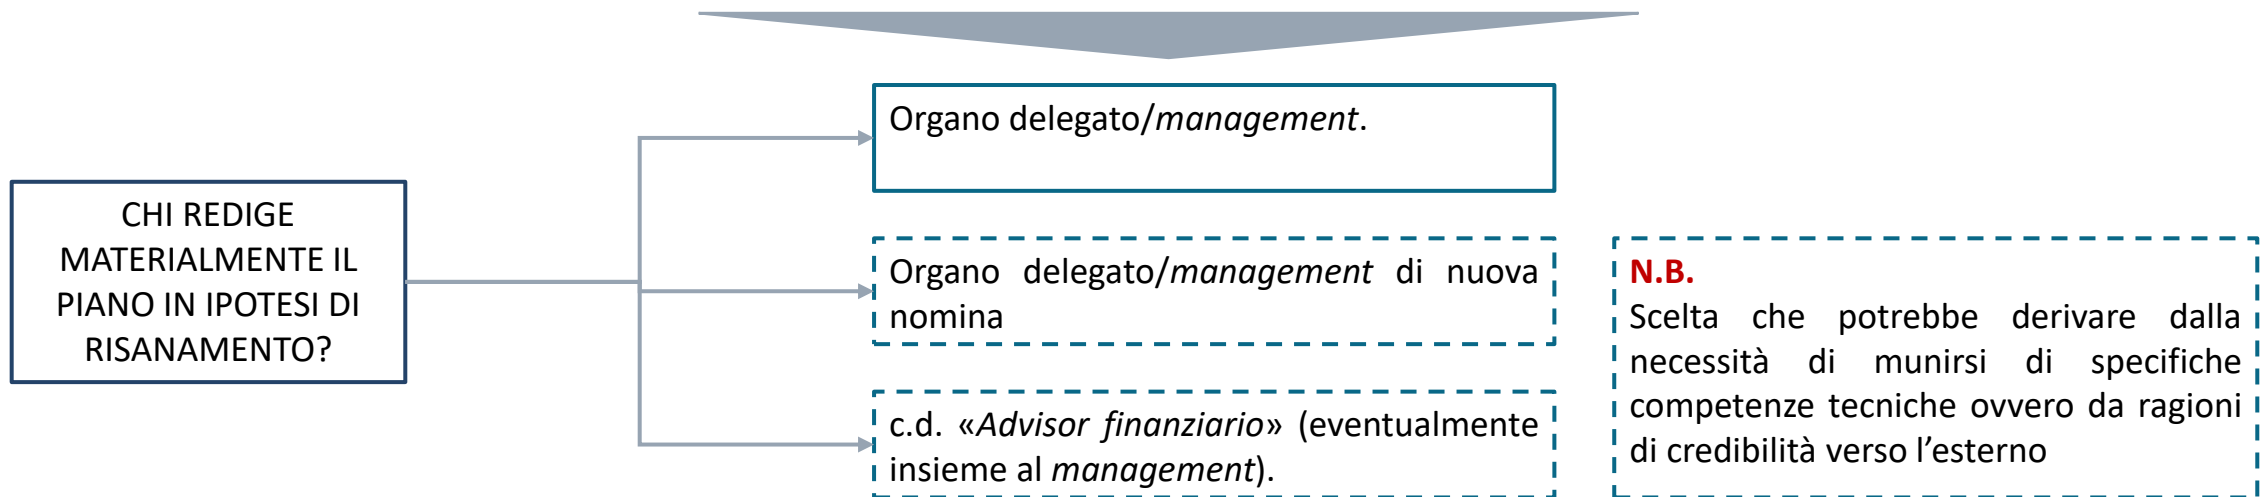 Organo delegato/management.
CHI REDIGE
MATERIALMENTE IL
PIANO IN IPOTESI DI
RISANAMENTO?
Organo delegato/management di nuova
nomina
c.d. «Advisor finanziario» (eventualmente
insieme al management).
N.B.
Scelta che potrebbe derivare dalla
necessità di munirsi di specifiche
competenze tecniche ovvero da ragioni
di credibilità verso l’esterno